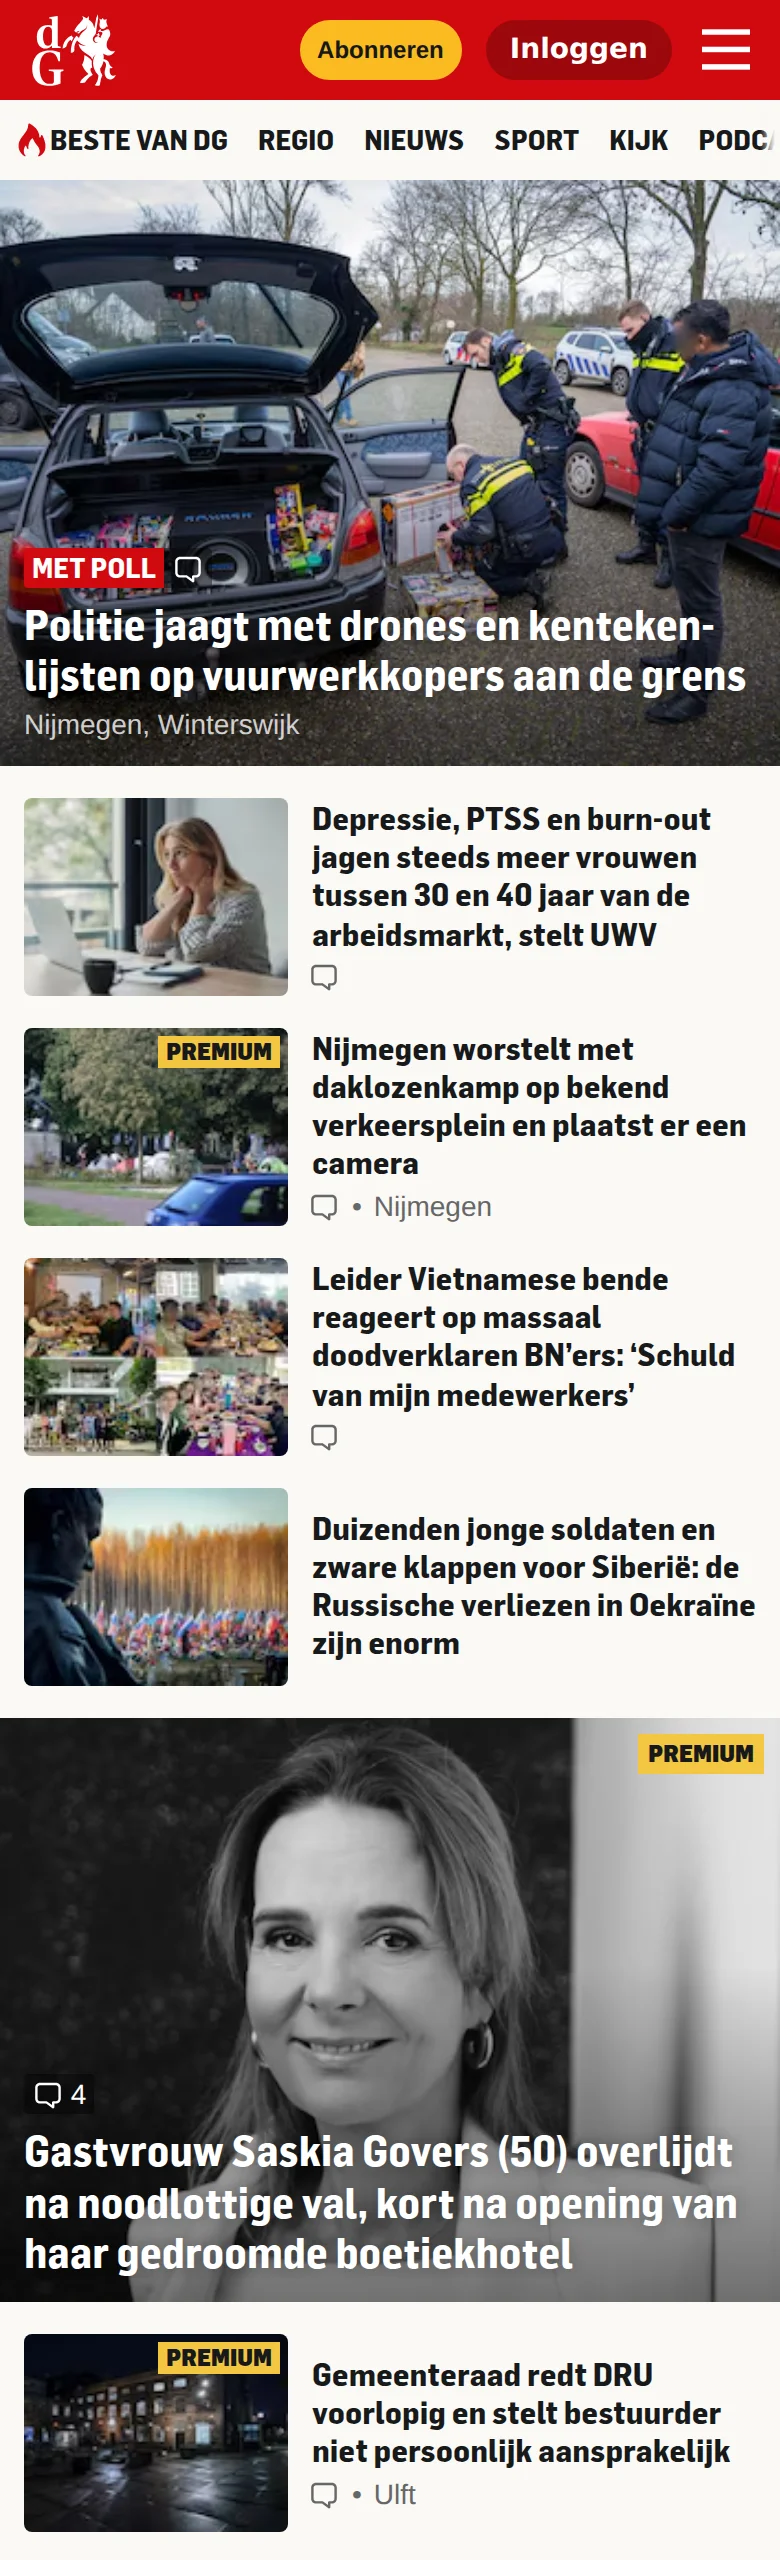 dG
Abonneren
Inloggen
BESTE VAN DG
REGIO
NIEUWS
SPORT
KIJK
PODCA
MET POLL
Politie jaagt met drones en kenteken-
lijsten op vuurwerkkopers aan de grens
Nijmegen, Winterswijk
Depressie, PTSS en burn-out
jagen steeds meer vrouwen
tussen 30 en 40 jaar van de
arbeidsmarkt, stelt UWV
PREMIUM
Nijmegen worstelt met
daklozenkamp op bekend
verkeersplein en plaatst er een
camera
• Nijmegen
Leider Vietnamese bende
reageert op massaal
doodverklaren BN’ers: ‘Schuld
van mijn medewerkers’
Duizenden jonge soldaten en
zware klappen voor Siberië: de
Russische verliezen in Oekraïne
zijn enorm
PREMIUM
4
Gastvrouw Saskia Govers (50) overlijdt
na noodlottige val, kort na opening van
haar gedroomde boetiekhotel
PREMIUM
Gemeenteraad redt DRU
voorlopig en stelt bestuurder
niet persoonlijk aansprakelijk
• Ulft